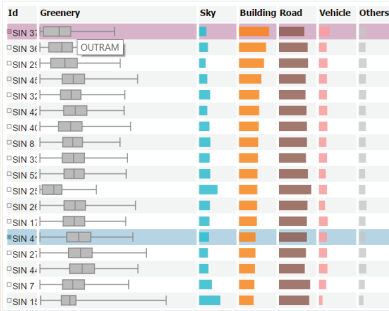 Id Greenery Sky Building Road Vehicle Others
SIN 37
SIN 36 OUTRAM
SIN 25
SIN 45
SIN 32
SIN 42
SIN 40
SIN 8
SIN 33
SIN 52
SIN 25
SIN 26
SIN 17
SIN 41
SIN 27
SIN 44
SIN 7
SIN 15